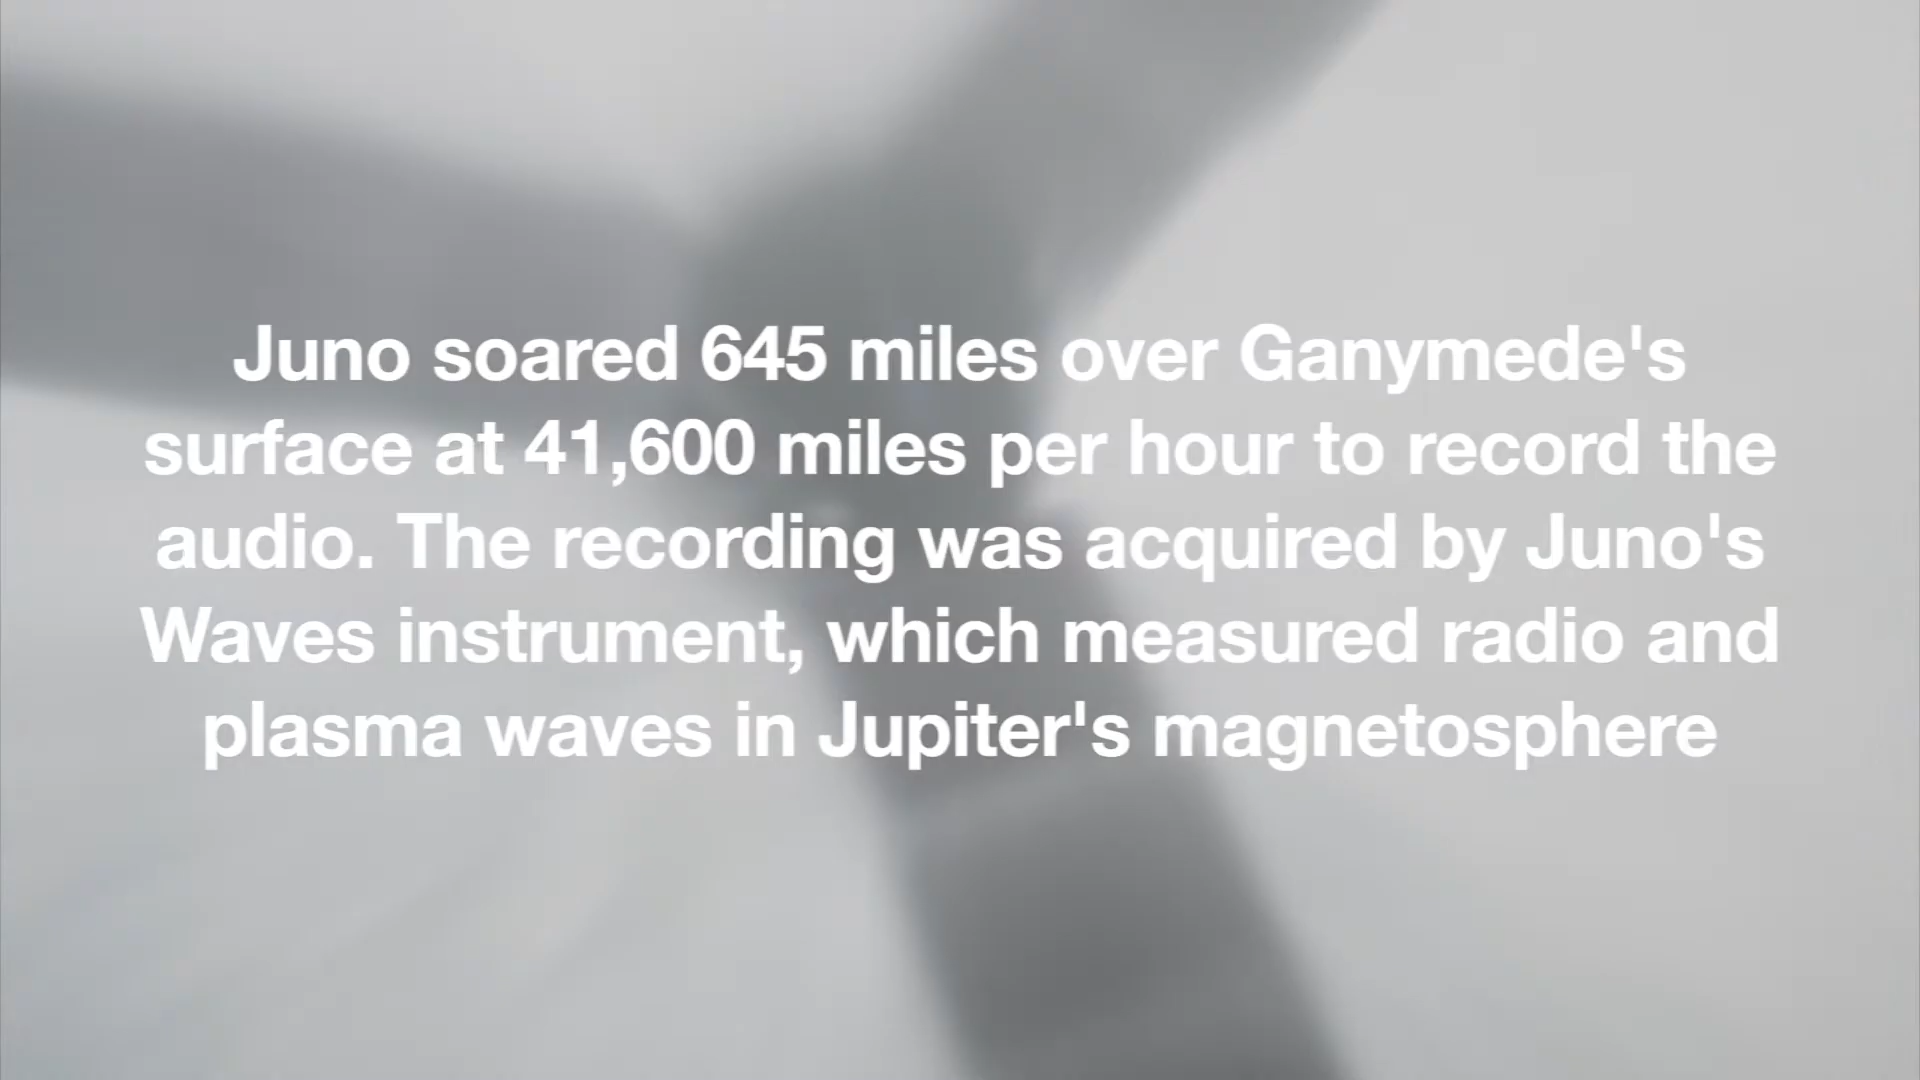 Juno soared 645 miles over Ganymede's
surface at 41,600 miles per hour to record the
audio. The recording was acquired by Juno's
Waves instrument, which measured radio and
plasma waves in Jupiter's magnetosphere